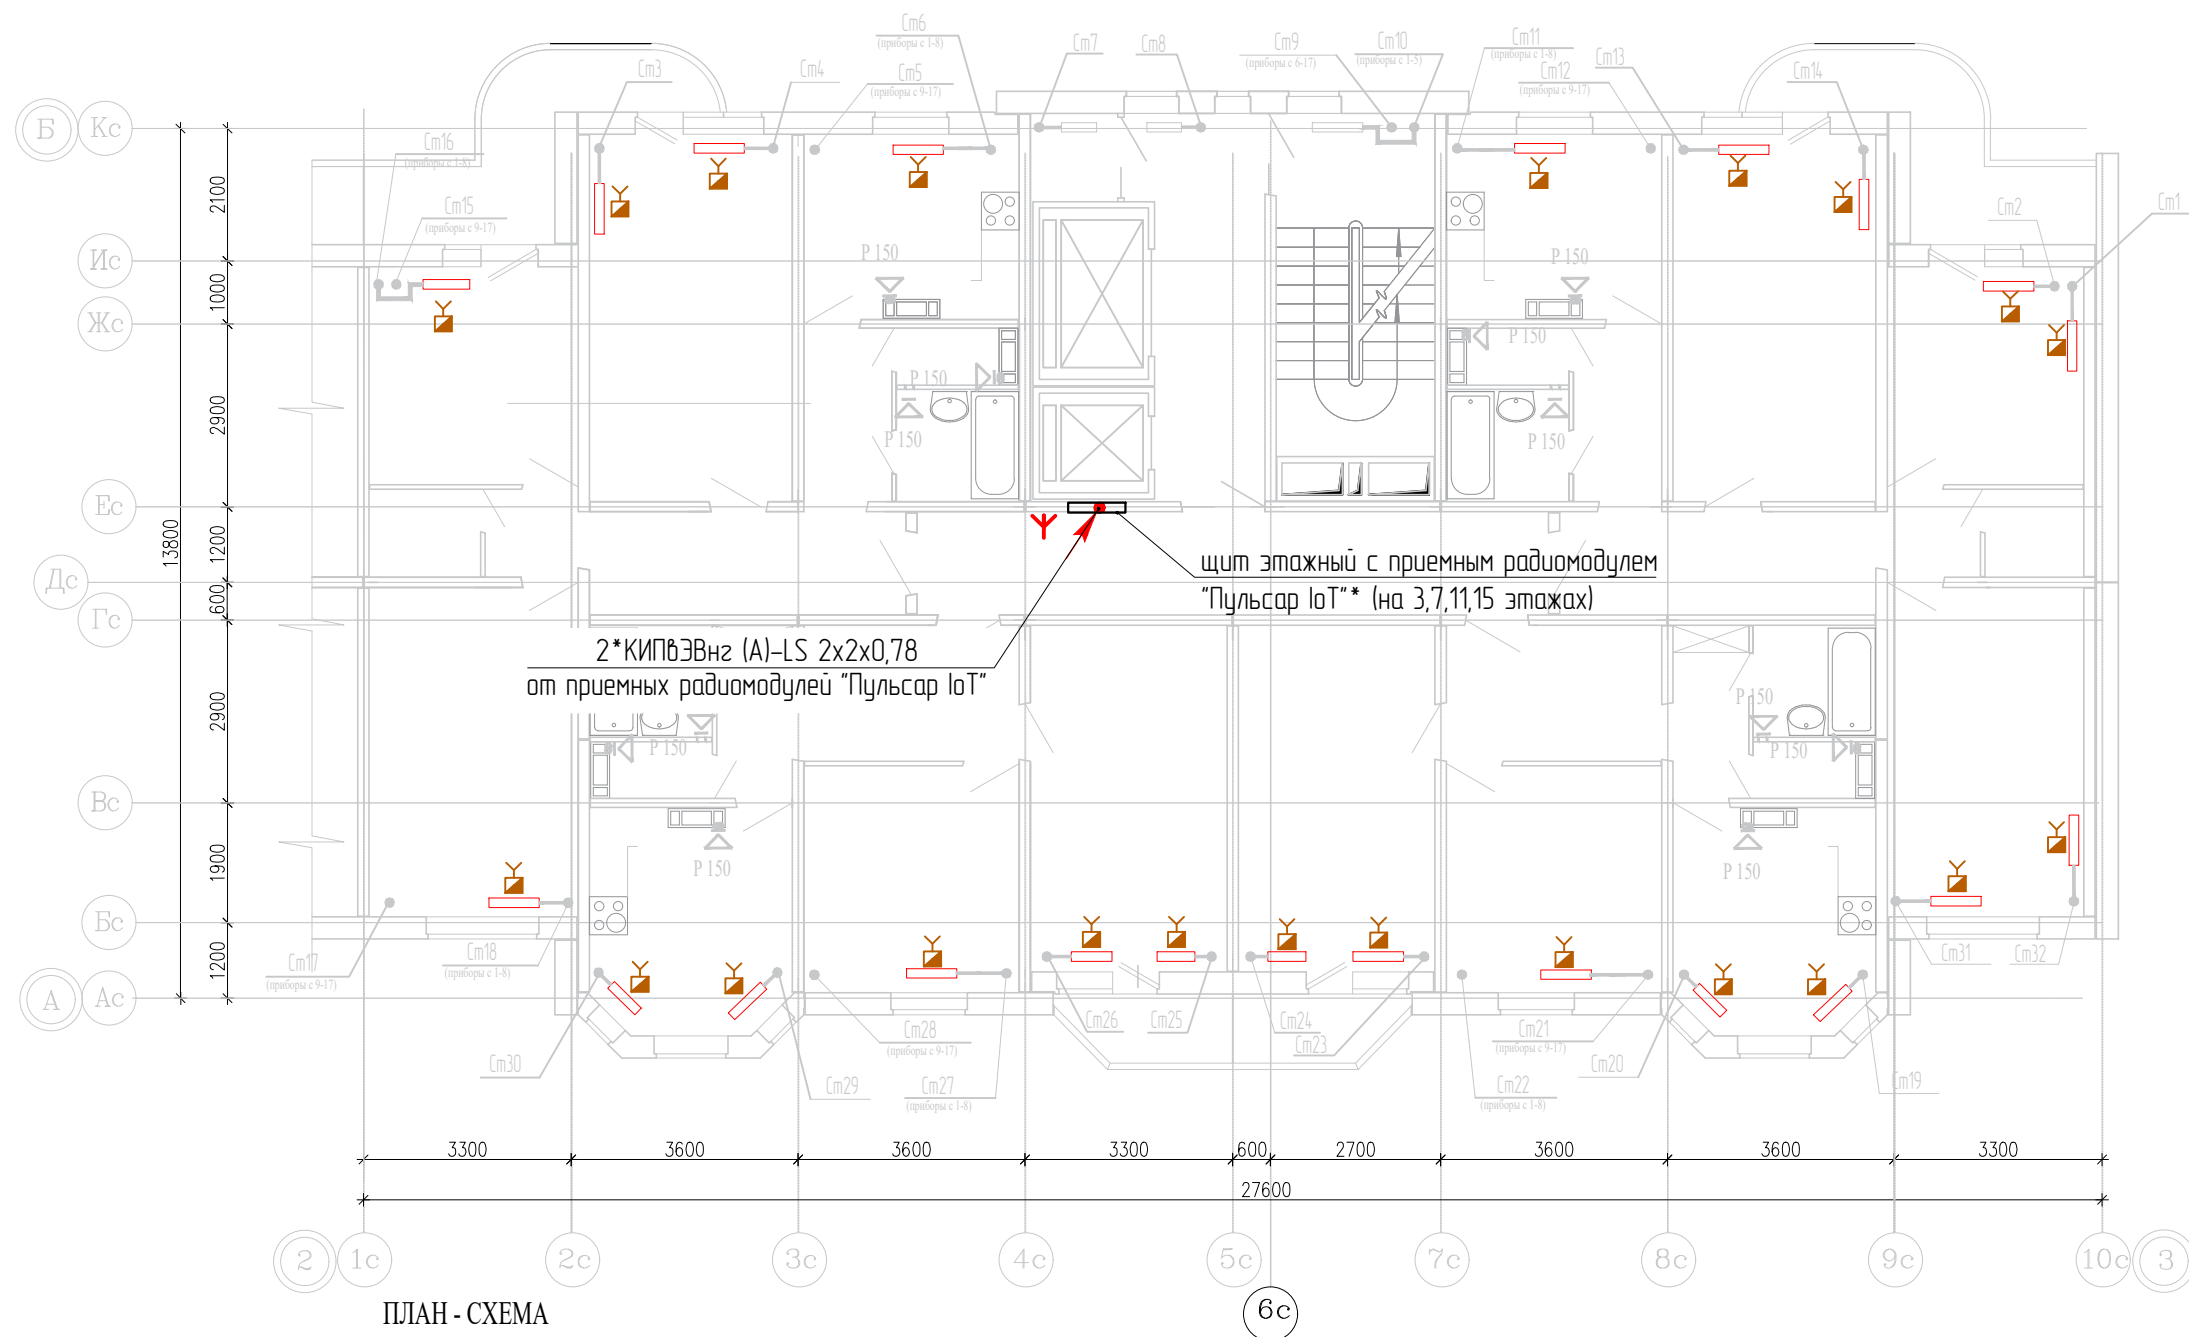 Ст6
(приборы с 1-8)
Ст7
Ст8
Ст9
(приборы с 6-17)
Ст10
(приборы с 1-5)
Ст11
(приборы с 1-8)
Ст13
Ст3
Ст4
Ст5
(приборы с 9-17)
Ст12
(приборы с 9-17)
Ст14
Б
Кс
Ст16
(приборы с 1-8)
Ст15
(приборы с 9-17)
Ст2
Ст1
2100
Ис
Р 150
Р 150
1000
Жс
Р 150
Р 150
2900
Р 150
Р 150
Ес
13800
1200
щит этажный с приемным радиомодулем
"Пульсар IoT"* (на 3,7,11,15 этажах)
Дс
600
Гс
2*КИПвЭВнг (А)-LS 2х2х0,78
от приемных радиомодулей "Пульсар IoT"
2900
Р 150
Р 150
Р 150
Вс
1900
Р 150
Р 150
Бс
1200
Ст17
(приборы с 9-17)
Ст18
(приборы с 1-8)
Ст31
Ст32
А
Ас
Ст28
(приборы с 9-17)
Ст26
Ст25
Ст24
Ст23
Ст21
(приборы с 9-17)
Ст30
Ст29
Ст27
(приборы с 1-8)
Ст22
(приборы с 1-8)
Ст20
Ст19
3300
3600
3600
3300
600
2700
3600
3600
3300
27600
2
1с
2с
3с
4с
5с
7с
8с
9с
10с
3
6с
ПЛАН - СХЕМА